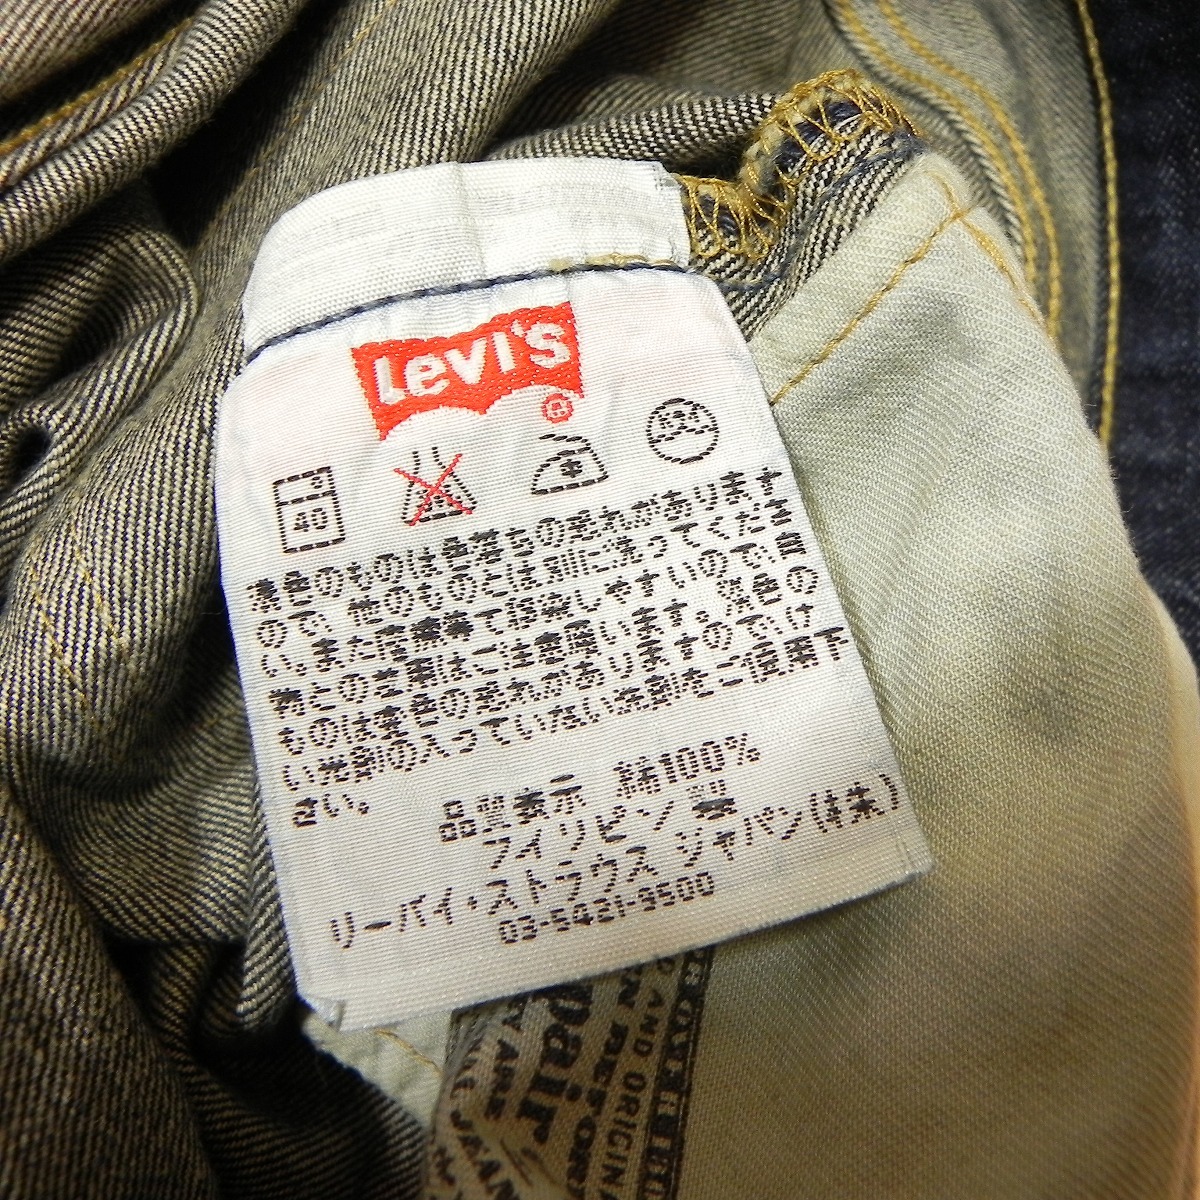 Levi's
®
40
濃色のものは色落ちの恐れがあります
ので、他のものとは別に洗ってくださ
い。また摩擦等で移染しやすいので白
物との着用はご注意願います。淡色の
ものは変色の恐れがありますので、け
い光剤の入っていない洗剤をご使用下
さい。
品質表示 綿100%
フィリピン製
リーバイ・ストラウス ジャパン(株)
03-5421-9500
AND ORIGINA
pair